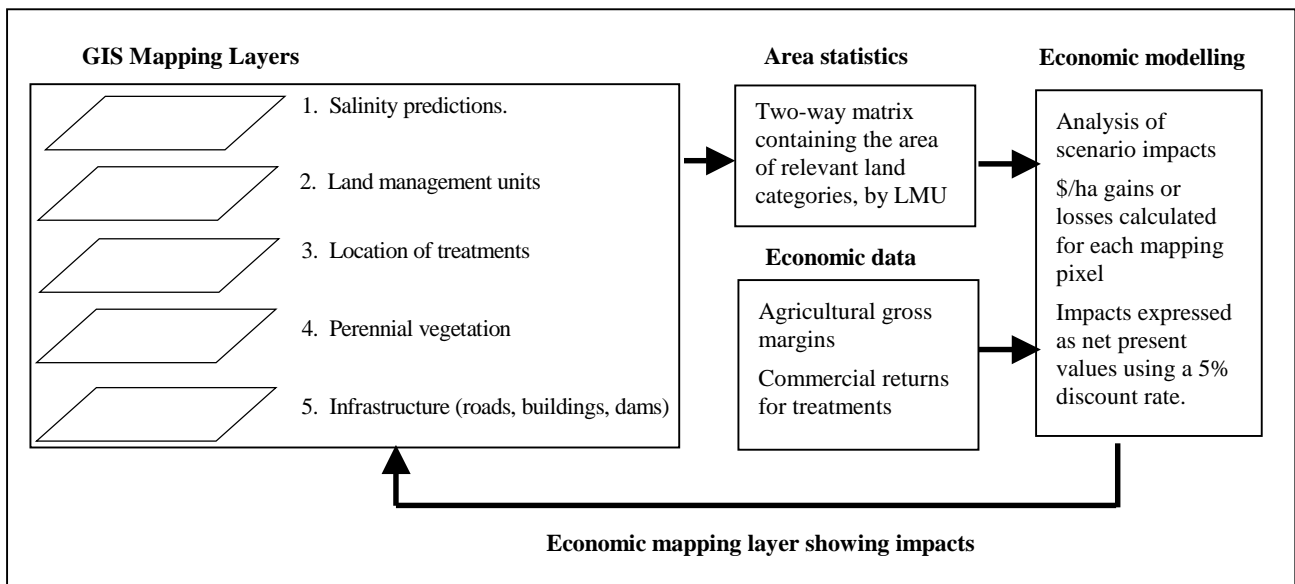 GIS Mapping Layers
1. Salinity predictions.
2. Land management units
3. Location of treatments
4. Perennial vegetation
5. Infrastructure (roads, buildings, dams)
Area statistics
Two-way matrix
containing the area
of relevant land
categories, by LMU
Economic data
Agricultural gross
margins
Commercial returns
for treatments
Economic modelling
Analysis of
scenario impacts
$/ha gains or
losses calculated
for each mapping
pixel
Impacts expressed
as net present
values using a 5%
discount rate.
Economic mapping layer showing impacts